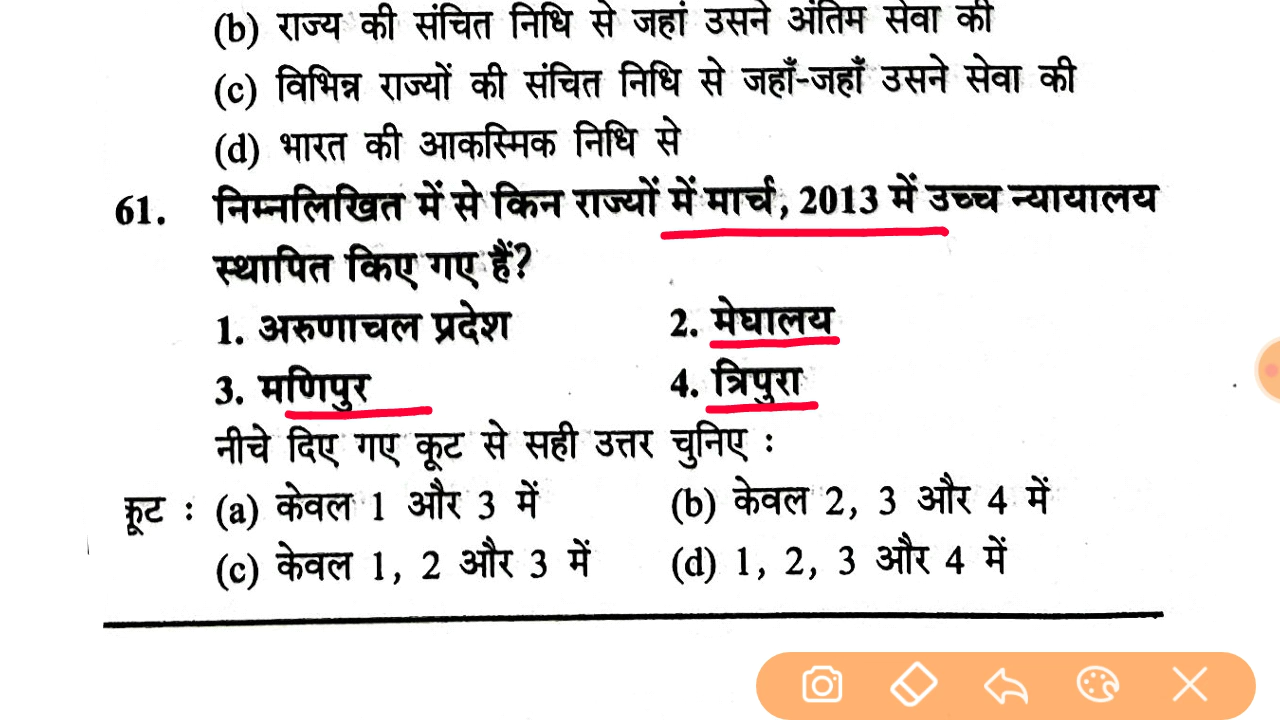 (b) राज्य की संचित निधि से जहां उसने अंतिम सेवा की
(c) विभिन्न राज्यों की संचित निधि से जहाँ-जहाँ उसने सेवा की
(d) भारत की आकस्मिक निधि से
61. निम्नलिखित में से किन राज्यों में मार्च, 2013 में उच्च न्यायालय
स्थापित किए गए हैं?
1. अरुणाचल प्रदेश 2. मेघालय
3. मणिपुर 4. त्रिपुरा
नीचे दिए गए कूट से सही उत्तर चुनिए :
कूट : (a) केवल 1 और 3 में (b) केवल 2, 3 और 4 में
(c) केवल 1, 2 और 3 में (d) 1, 2, 3 और 4 में